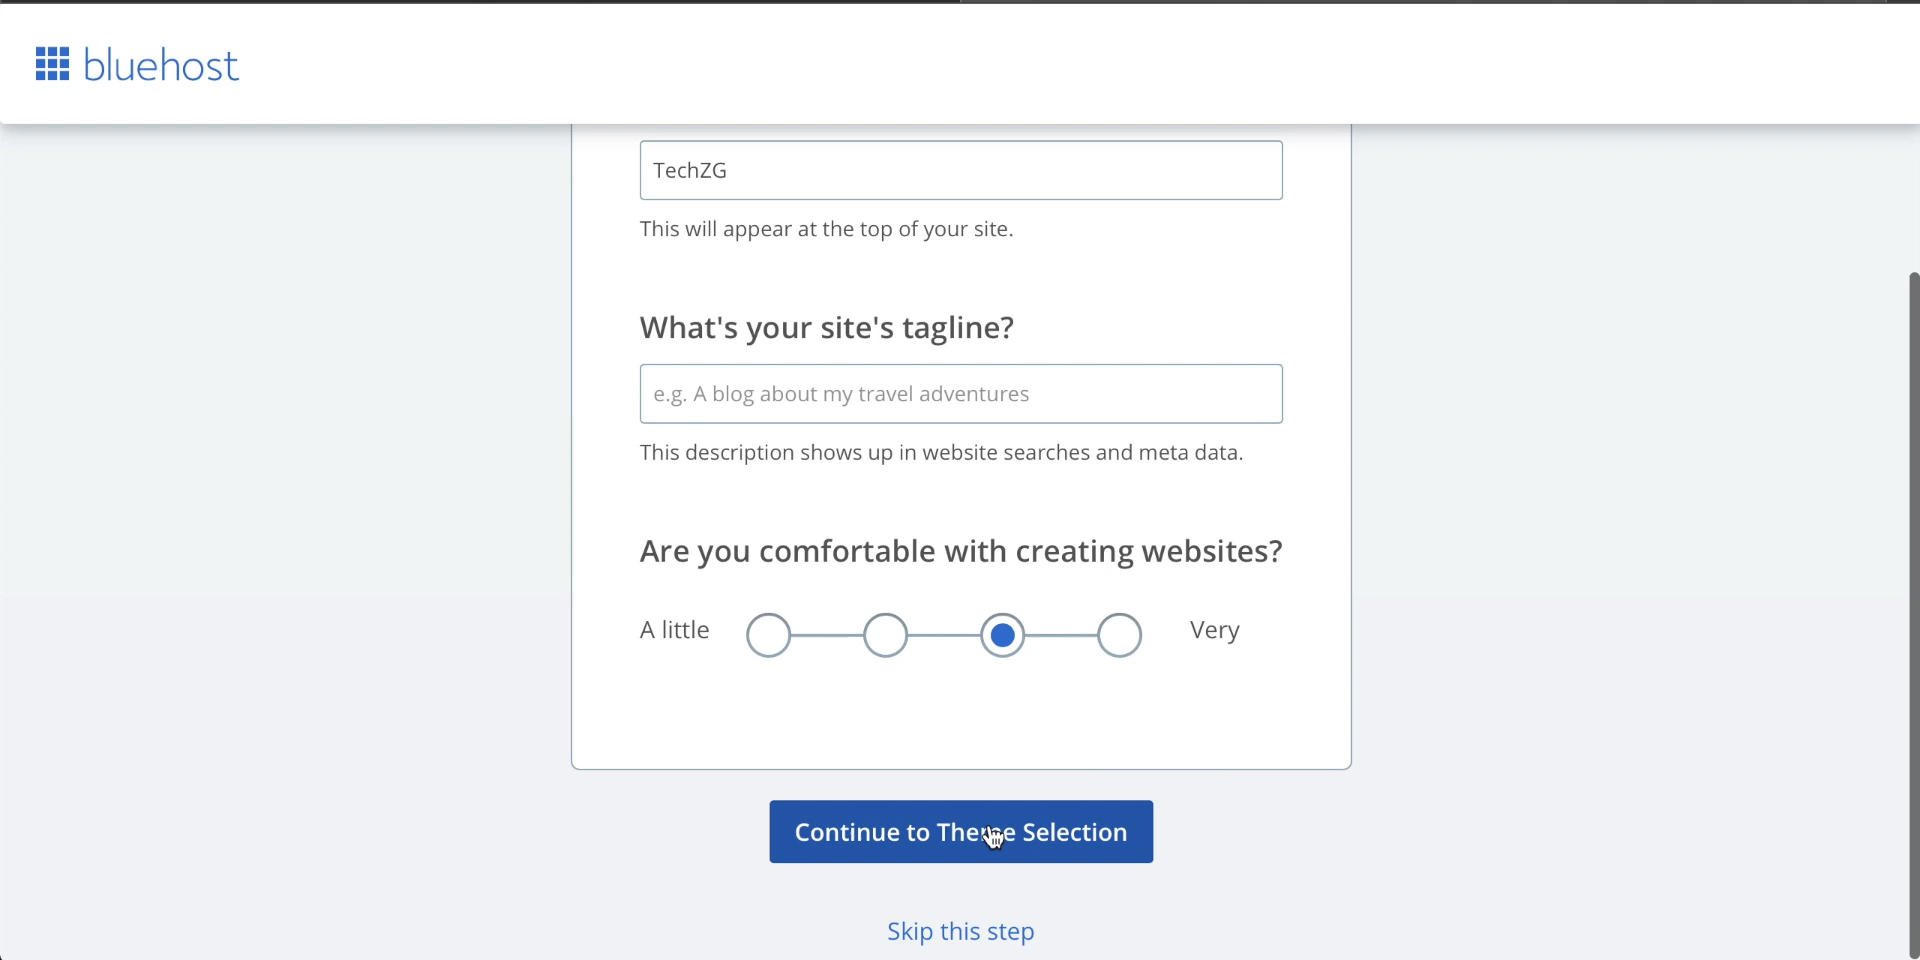 bluehost
TechZG
This will appear at the top of your site.
What's your site's tagline?
e.g. A blog about my travel adventures
This description shows up in website searches and meta data.
Are you comfortable with creating websites?
A little
Very
Continue to Theme Selection
Skip this step